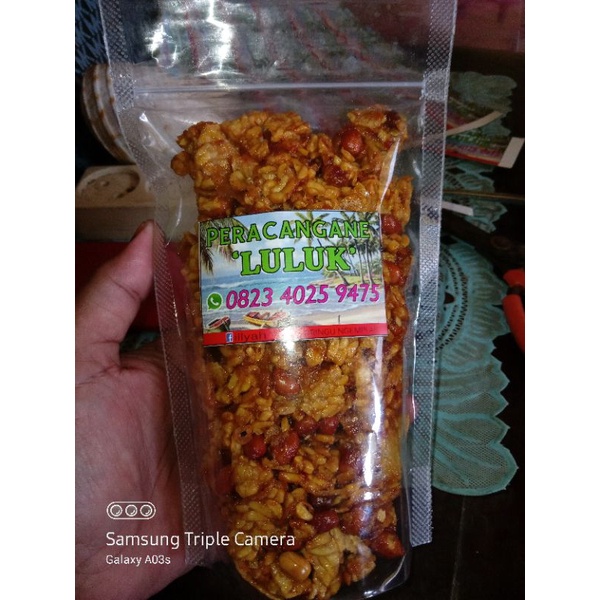 PERACANGANE
"LULUK"
0823 4025 9475
Samsung Triple Camera
Galaxy A03s